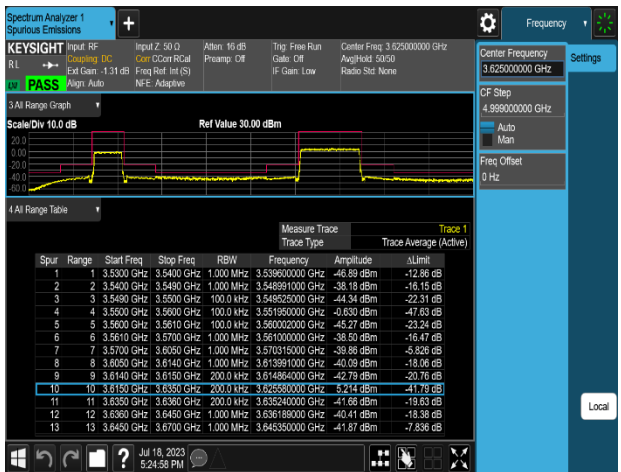 Spectrum Analyzer 1
Spurious Emissions
Frequency
KEYSIGHT
RL
LXI
PASS
Input: RF
Coupling: DC
Ext Gain: -1.31 dB
Align: Auto
Input Z: 50 Ω
Corr CCorr RCal
Freq Ref: Int (S)
NFE: Adaptive
Atten: 16 dB
Preamp: Off
Trig: Free Run
Gate: Off
IF Gain: Low
Center Freq: 3.625000000 GHz
Avg|Hold: 50/50
Radio Std: None
Center Frequency
3.625000000 GHz
Settings
CF Step
4.999000000 GHz
Auto
Man
Freq Offset
0 Hz
3 All Range Graph
Scale/Div 10.0 dB
Ref Value 30.00 dBm
20.0
0.00
-20.0
-40.0
-60.0
4 All Range Table
Measure Trace Trace 1
Trace Type Trace Average (Active)
Spur Range Start Freq Stop Freq RBW Frequency Amplitude ΔLimit
1 1 3.5300 GHz 3.5400 GHz 1.000 MHz 3.539600000 GHz -46.89 dBm -12.86 dB
2 2 3.5400 GHz 3.5490 GHz 1.000 MHz 3.548991000 GHz -38.18 dBm -16.15 dB
3 3 3.5490 GHz 3.5500 GHz 100.0 kHz 3.549525000 GHz -44.34 dBm -22.31 dB
4 4 3.5500 GHz 3.5600 GHz 100.0 kHz 3.551950000 GHz -0.630 dBm -47.63 dB
5 5 3.5600 GHz 3.5610 GHz 100.0 kHz 3.560002000 GHz -45.27 dBm -23.24 dB
6 6 3.5610 GHz 3.5700 GHz 1.000 MHz 3.561000000 GHz -38.50 dBm -16.47 dB
7 7 3.5700 GHz 3.6050 GHz 1.000 MHz 3.570315000 GHz -39.86 dBm -5.826 dB
8 8 3.6050 GHz 3.6140 GHz 1.000 MHz 3.613991000 GHz -40.09 dBm -18.06 dB
9 9 3.6140 GHz 3.6150 GHz 200.0 kHz 3.614864000 GHz -42.79 dBm -20.76 dB
10 10 3.6150 GHz 3.6350 GHz 200.0 kHz 3.625580000 GHz 5.214 dBm -41.79 dB
11 11 3.6350 GHz 3.6360 GHz 200.0 kHz 3.635240000 GHz -41.66 dBm -19.63 dB
12 12 3.6360 GHz 3.6450 GHz 1.000 MHz 3.636189000 GHz -40.41 dBm -18.38 dB
13 13 3.6450 GHz 3.6700 GHz 1.000 MHz 3.645350000 GHz -41.87 dBm -7.836 dB
Local
Jul 18, 2023
5:24:58 PM